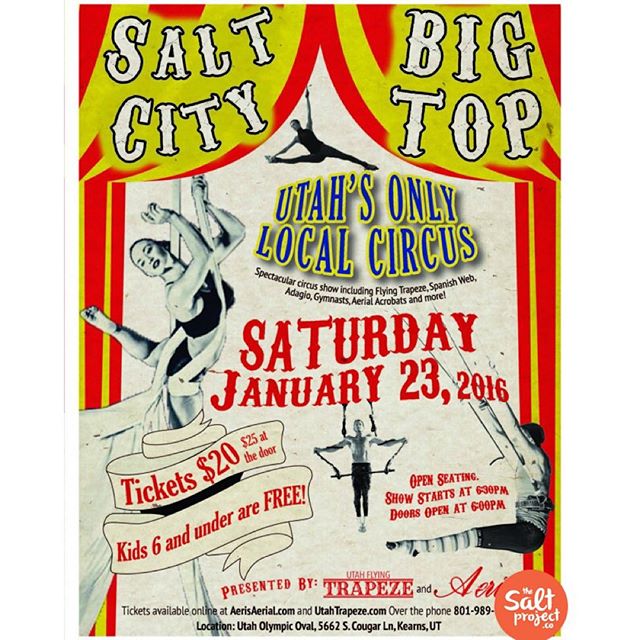 SALT CITY
BIG TOP
UTAH'S ONLY
LOCAL CIRCUS
Spectacular circus show including Flying Trapeze, Spanish Web,
Adagio, Gymnasts, Aerial Acrobats and more!
SATURDAY
JANUARY 23, 2016
Tickets $20
$25 at
the door
Kids 6 and under are FREE!
OPEN SEATING.
SHOW STARTS AT 6:30PM
DOORS OPEN AT 6:00PM
PRESENTED BY:
UTAH FLYING
TRAPEZE and
Tickets available online at AerisAerial.com and UtahTrapeze.com Over the phone 801-989-
Location: Utah Olympic Oval, 5662 S. Cougar Ln, Kearns, UT
the
Salt
project
.co